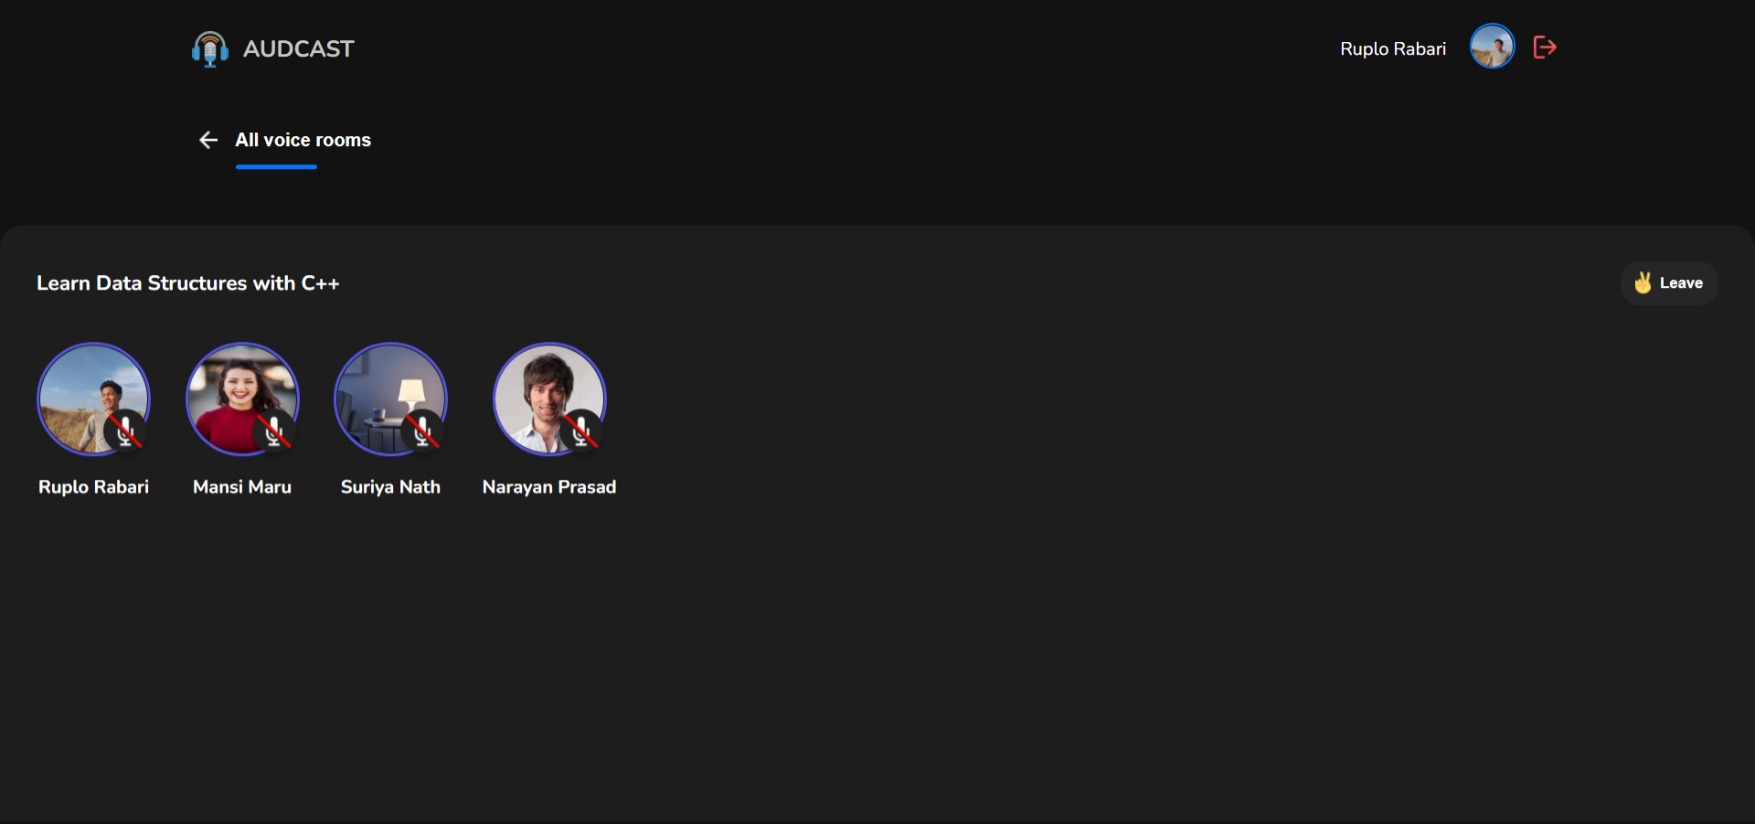 AUDCAST
Ruplo Rabari
All voice rooms
Learn Data Structures with C++
Leave
Ruplo Rabari
Mansi Maru
Suriya Nath
Narayan Prasad